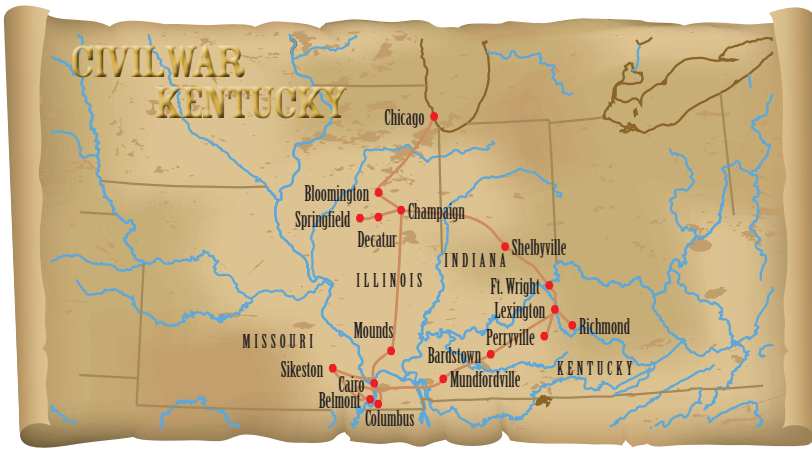 CIVIL WAR
KENTUCKY
Chicago
Bloomington
Springfield
Champaign
Decatur
Shelbyville
INDIANA
ILLINOIS
Ft. Wright
Lexington
Richmond
Mounds
Perryville
MISSOURI
Bardstown
Sikeston
KENTUCKY
Mundfordville
Cairo
Belmont
Columbus